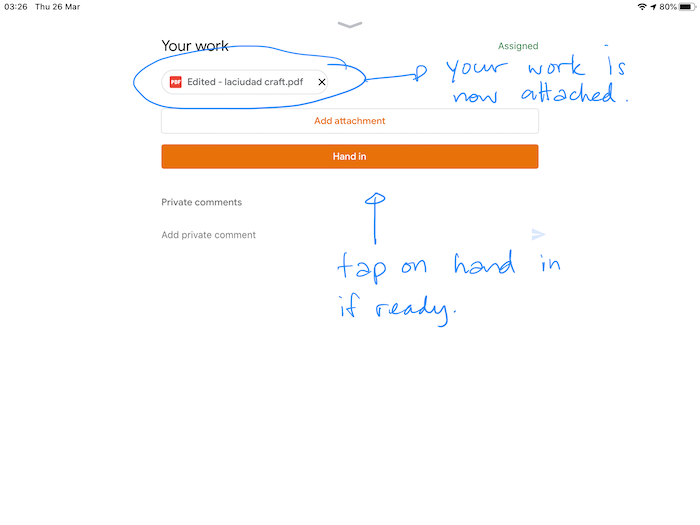 03:26 Thu 26 Mar 80%
Your work
Assigned
PDF Edited - laciudad craft.pdf
your work is
now attached.
Add attachment
Hand in
Private comments
Add private comment
tap on hand in
if ready.